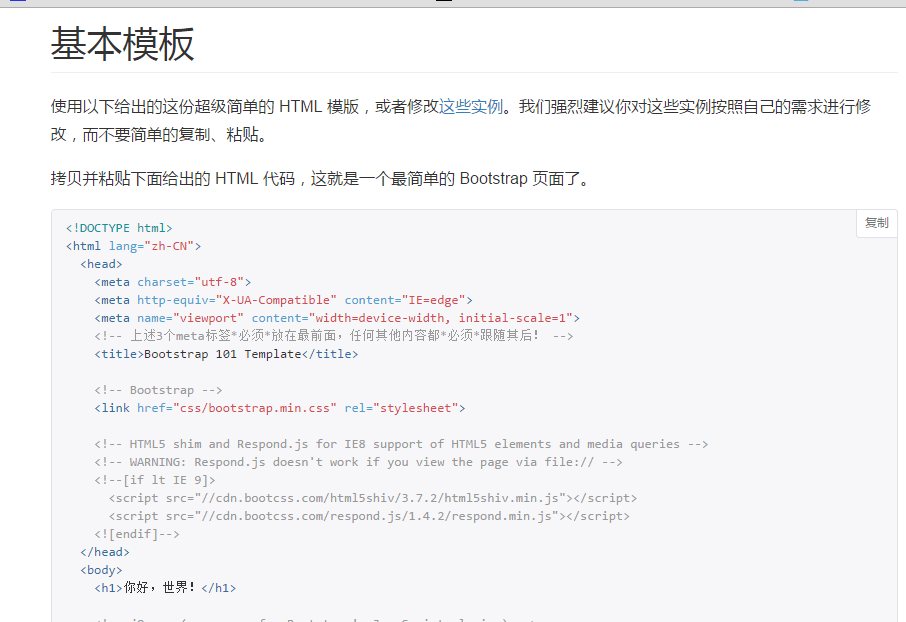 基本模板
使用以下给出的这份超级简单的 HTML 模版，或者修改这些实例。我们强烈建议你对这些实例按照自己的需求进行修
改，而不要简单的复制、粘贴。
拷贝并粘贴下面给出的 HTML 代码，这就是一个最简单的 Bootstrap 页面了。
复制
<!DOCTYPE html>
<html lang="zh-CN">
<head>
<meta charset="utf-8">
<meta http-equiv="X-UA-Compatible" content="IE=edge">
<meta name="viewport" content="width=device-width, initial-scale=1">
<!-- 上述3个meta标签*必须*放在最前面，任何其他内容都*必须*跟随其后！ -->
<title>Bootstrap 101 Template</title>
<!-- Bootstrap -->
<link href="css/bootstrap.min.css" rel="stylesheet">
<!-- HTML5 shim and Respond.js for IE8 support of HTML5 elements and media queries -->
<!-- WARNING: Respond.js doesn't work if you view the page via file:// -->
<!--[if lt IE 9]>
<script src="//cdn.bootcss.com/html5shiv/3.7.2/html5shiv.min.js"></script>
<script src="//cdn.bootcss.com/respond.js/1.4.2/respond.min.js"></script>
<![endif]-->
</head>
<body>
<h1>你好，世界！</h1>